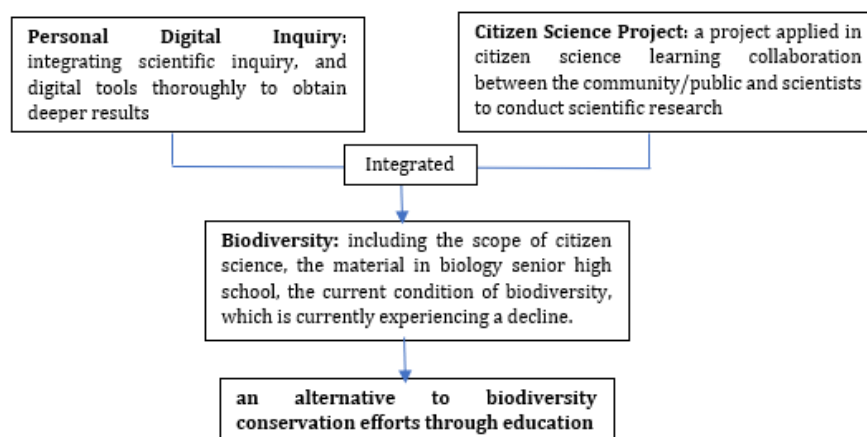 Personal Digital Inquiry:
integrating scientific inquiry, and
digital tools thoroughly to obtain
deeper results
Citizen Science Project: a project applied in
citizen science learning collaboration
between the community/public and scientists
to conduct scientific research
Integrated
Biodiversity: including the scope of citizen
science, the material in biology senior high
school, the current condition of biodiversity,
which is currently experiencing a decline.
an alternative to biodiversity
conservation efforts through education